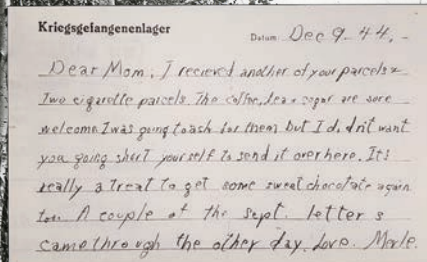 Kriegsgefangenenlager
Datum: Dec 9 - 44. -
Dear Mom; I recieved another of your parcels &
Two cigarette parcels The coffee, tea & sugar are sure
welcome. I was going to ask for them but I didn't want
you going short yourself to send it over here. Its
really a treat to get some sweet chocolate again
too. A couple of the Sept. letters
came through the other day. Love. Merle.